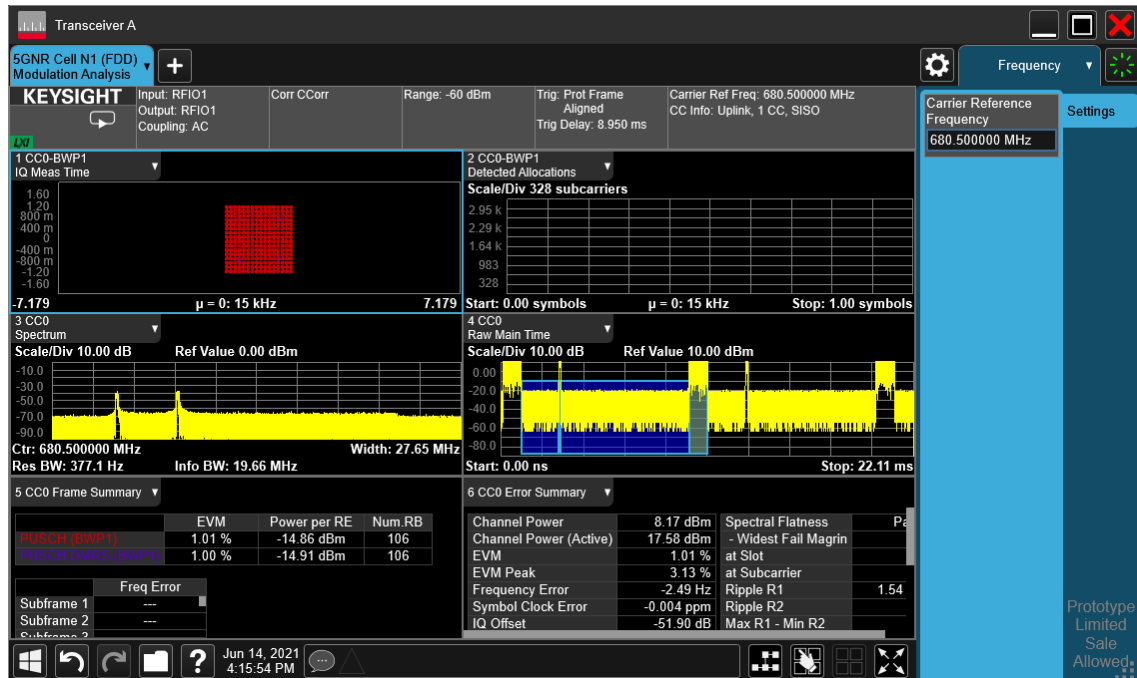 Transceiver A
5GNR Cell N1 (FDD)
Modulation Analysis
Frequency
KEYSIGHT
LXI
Input: RFIO1
Output: RFIO1
Coupling: AC
Corr CCorr
Range: -60 dBm
Trig: Prot Frame
Aligned
Trig Delay: 8.950 ms
Carrier Ref Freq: 680.500000 MHz
CC Info: Uplink, 1 CC, SISO
Carrier Reference
Frequency
680.500000 MHz
Settings
1 CC0-BWP1
IQ Meas Time
1.60
1.20
800 m
400 m
0
-400 m
-800 m
-1.20
-1.60
-7.179 µ = 0: 15 kHz 7.179
2 CC0-BWP1
Detected Allocations
Scale/Div 328 subcarriers
2.95 k
2.29 k
1.64 k
983
328
Start: 0.00 symbols µ = 0: 15 kHz Stop: 1.00 symbols
3 CC0
Spectrum
Scale/Div 10.00 dB Ref Value 0.00 dBm
-10.0
-30.0
-50.0
-70.0
-90.0
Ctr: 680.500000 MHz Width: 27.65 MHz
Res BW: 377.1 Hz Info BW: 19.66 MHz
4 CC0
Raw Main Time
Scale/Div 10.00 dB Ref Value 10.00 dBm
0.00
-20.0
-40.0
-60.0
-80.0
Start: 0.00 ns Stop: 22.11 ms
5 CC0 Frame Summary
EVM Power per RE Num.RB
PUSCH (BWP1) 1.01 % -14.86 dBm 106
PUSCH DMRS (BWP1) 1.00 % -14.91 dBm 106
Freq Error
Subframe 1 ---
Subframe 2 ---
Subframe 3
6 CC0 Error Summary
Channel Power 8.17 dBm Spectral Flatness Pa
Channel Power (Active) 17.58 dBm - Widest Fail Magrin
EVM 1.01 % at Slot
EVM Peak 3.13 % at Subcarrier
Frequency Error -2.49 Hz Ripple R1 1.54
Symbol Clock Error -0.004 ppm Ripple R2
IQ Offset -51.90 dB Max R1 - Min R2
Prototype
Limited
Sale
Allowed
Jun 14, 2021
4:15:54 PM